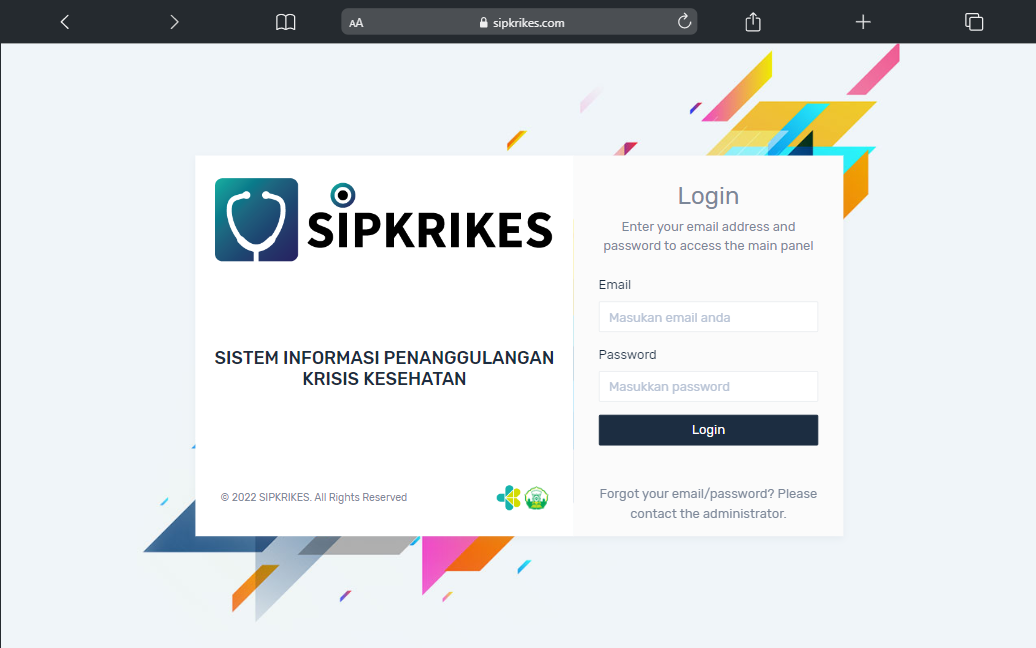 AA
sipkrikes.com
SIPKRIKES
SISTEM INFORMASI PENANGGULANGAN
KRISIS KESEHATAN
© 2022 SIPKRIKES. All Rights Reserved
Login
Enter your email address and
password to access the main panel
Email
Masukan email anda
Password
Masukkan password
Login
Forgot your email/password? Please
contact the administrator.